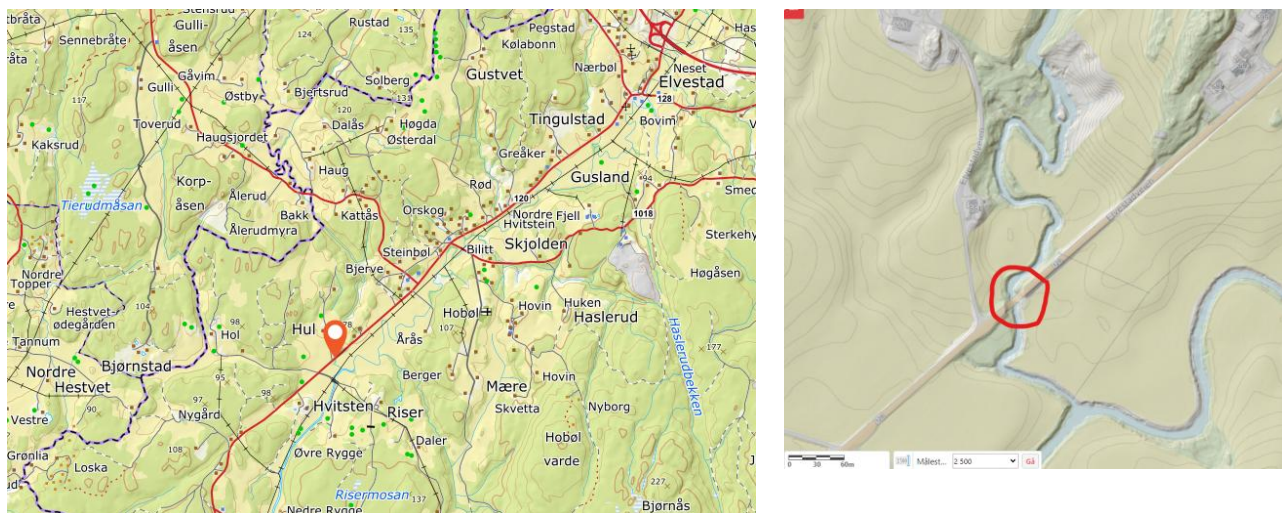 Sennebråte
Gulli-
åsen
Rustad
124
135
Pegstad
Kølabonn
Gustvet
Nærbøl
Neset
Elvestad
128
Bovim
Gåvim
Gulli
Østby
Solberg
Bjertsrud
131
117
120
Toverud
Dalås
Høgda
Østerdal
Tingulstad
Kaksrud
Haugsjordet
Greåker
Haug
Gusland
94
Korp-
åsen
Rød
Tierudmåsan
Ålerud
120
1018
Bakk
Kattås
Orskog
Nordre
Hvitstein
Fjell
Ålerudmyra
Steinbøl
Bilitt
Skjolden
Sterkehy
Bjerve
Høgåsen
Nordre
Topper
104
Hovin
Huken
Hestvet-
ødegården
98
Hul
78
Hobøl
Haslerud
Tannum
Hol
107
Årås
Haslerudbekken
177
Bjørnstad
Nordre
Hestvet
95
98
Berger
Mære
Hovin
90
Hvitsten
Riser
Skvetta
Nyborg
Vestre
Nygård
108
Daler
Hobøl
varde
Grønlia
Øvre Rygge
Loska
227
Risermosan
137
Nedre Rygge
Bjørnås
0 30 60m
Målest...
2 500
Gå